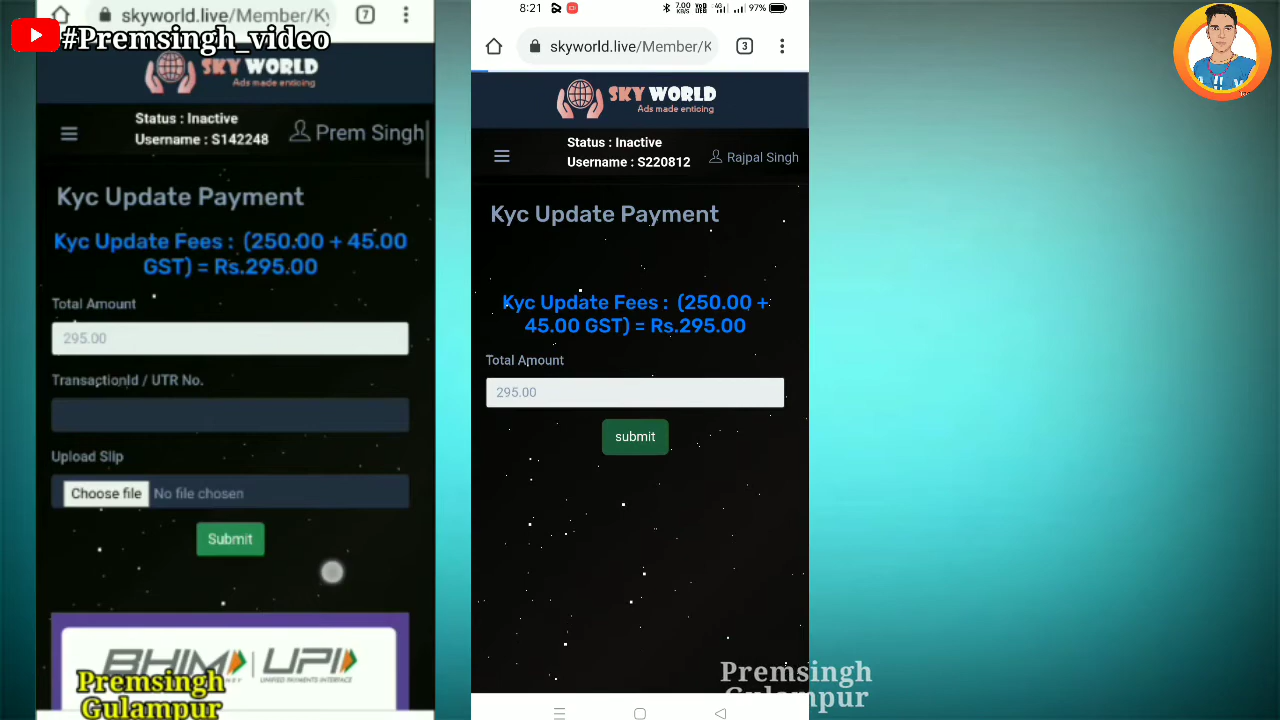 skyworld.live/Member/Ky
7
#Premsingh_video
SKY WORLD
Ads made enticing
Status : Inactive
Username : S142248
Prem Singh
Kyc Update Payment
Kyc Update Fees : (250.00 + 45.00
GST) = Rs.295.00
Total Amount
295.00
TransactionId / UTR No.
Upload Slip
Choose file No file chosen
Submit
BHIM UPI
UNIFIED PAYMENTS INTERFACE
Premsingh
Gulampur
8:21
7.00
KB/S
4G
97%
skyworld.live/Member/K
3
SKY WORLD
Ads made enticing
Status : Inactive
Username : S220812
Rajpal Singh
Kyc Update Payment
Kyc Update Fees : (250.00 +
45.00 GST) = Rs.295.00
Total Amount
295.00
submit
Premsingh
Gulampur